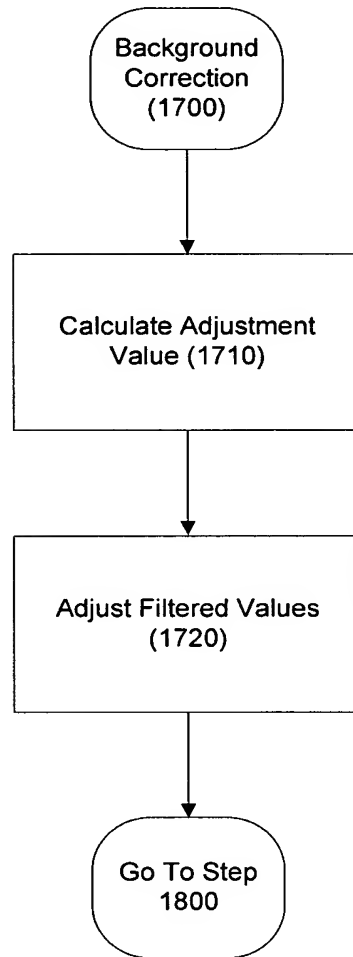 Background
Correction
(1700)
Calculate Adjustment
Value (1710)
Adjust Filtered Values
(1720)
Go To Step
1800